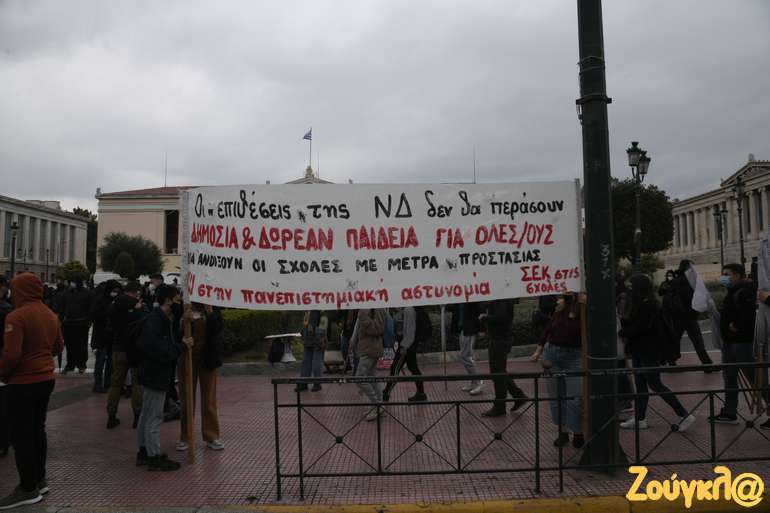 Οι επιθέσεις της ΝΔ δεν θα περάσουν
ΔΗΜΟΣΙΑ & ΔΩΡΕΑΝ ΠΑΙΔΕΙΑ ΓΙΑ ΟΛΕΣ/ΟΥΣ
ΝΑ ΑΝΟΙΞΟΥΝ ΟΙ ΣΧΟΛΕΣ ΜΕ ΜΕΤΡΑ ΠΡΟΣΤΑΣΙΑΣ
ΟΧΙ στην πανεπιστημιακή αστυνομία
ΣΕΚ
ΣΧΟΛΕΣ
Ζούγκλ@